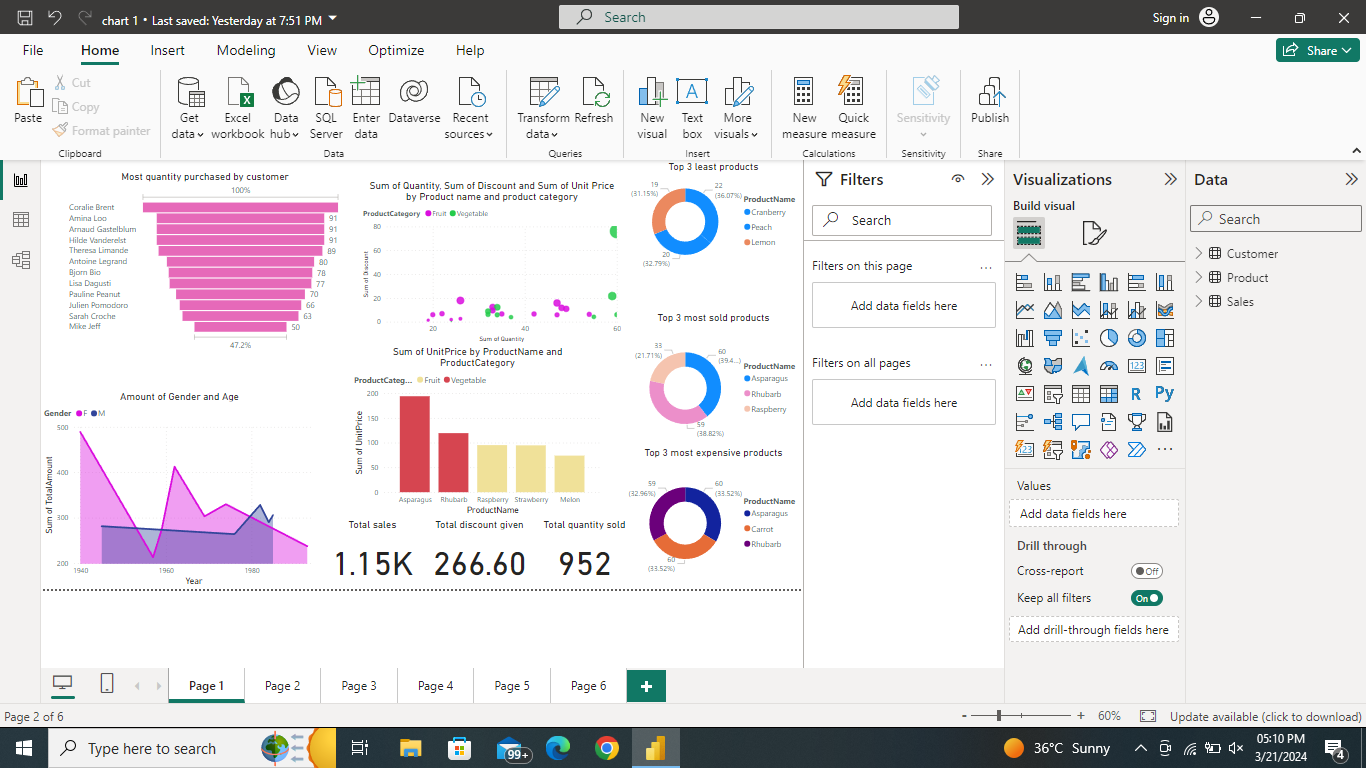 chart 1 • Last saved: Yesterday at 7:51 PM
Search
Sign in
File Home Insert Modeling View Optimize Help
Share
Paste
Cut
Copy
Format painter
Clipboard
Get data
Excel workbook
Data hub
SQL Server
Enter data
Dataverse
Recent sources
Data
Transform data
Refresh
Queries
New visual
Text box
More visuals
Insert
New measure
Quick measure
Calculations
Sensitivity
Sensitivity
Publish
Share
Most quantity purchased by customer
100%
Coralie Brent
Amina Loo 91
Arnaud Gastelblum 91
Hilde Vanderelst 91
Theresa Limande 89
Antoine Legrand 80
Bjorn Bio 78
Lisa Dagusti 77
Pauline Peanut 70
Julien Pomodoro 66
Sarah Croche 63
Mike Jeff 50
47.2%
Amount of Gender and Age
Gender F M
Sum of TotalAmount
500
400
300
200
1940 1960 1980
Year
Sum of Quantity, Sum of Discount and Sum of Unit Price
by Product name and product category
ProductCategory Fruit Vegetable
Sum of Discount
80
60
40
20
0
20 40 60
Sum of Quantity
Sum of UnitPrice by ProductName and
ProductCategory
ProductCateg... Fruit Vegetable
Sum of UnitPrice
200
150
100
50
0
Asparagus Rhubarb Raspberry Strawberry Melon
ProductName
Total sales
1.15K
Total discount given
266.60
Total quantity sold
952
Top 3 least products
19
(31.15%)
22
(36.07%)
20
(32.79%)
ProductName
Cranberry
Peach
Lemon
Top 3 most sold products
33
(21.71%)
60
(39.4...)
59
(38.82%)
ProductName
Asparagus
Rhubarb
Raspberry
Top 3 most expensive products
59
(32.96%)
60
(33.52%)
60
(33.52%)
ProductName
Asparagus
Carrot
Rhubarb
Filters
Search
Filters on this page ...
Add data fields here
Filters on all pages ...
Add data fields here
Visualizations
Build visual
123
R
Py
123
...
Values
Add data fields here
Drill through
Cross-report Off
Keep all filters On
Add drill-through fields here
Data
Search
Customer
Product
Sales
Page 1 Page 2 Page 3 Page 4 Page 5 Page 6 +
Page 2 of 6
- + 60%
Update available (click to download)
Type here to search
99+
36°C Sunny
05:10 PM
3/21/2024
4